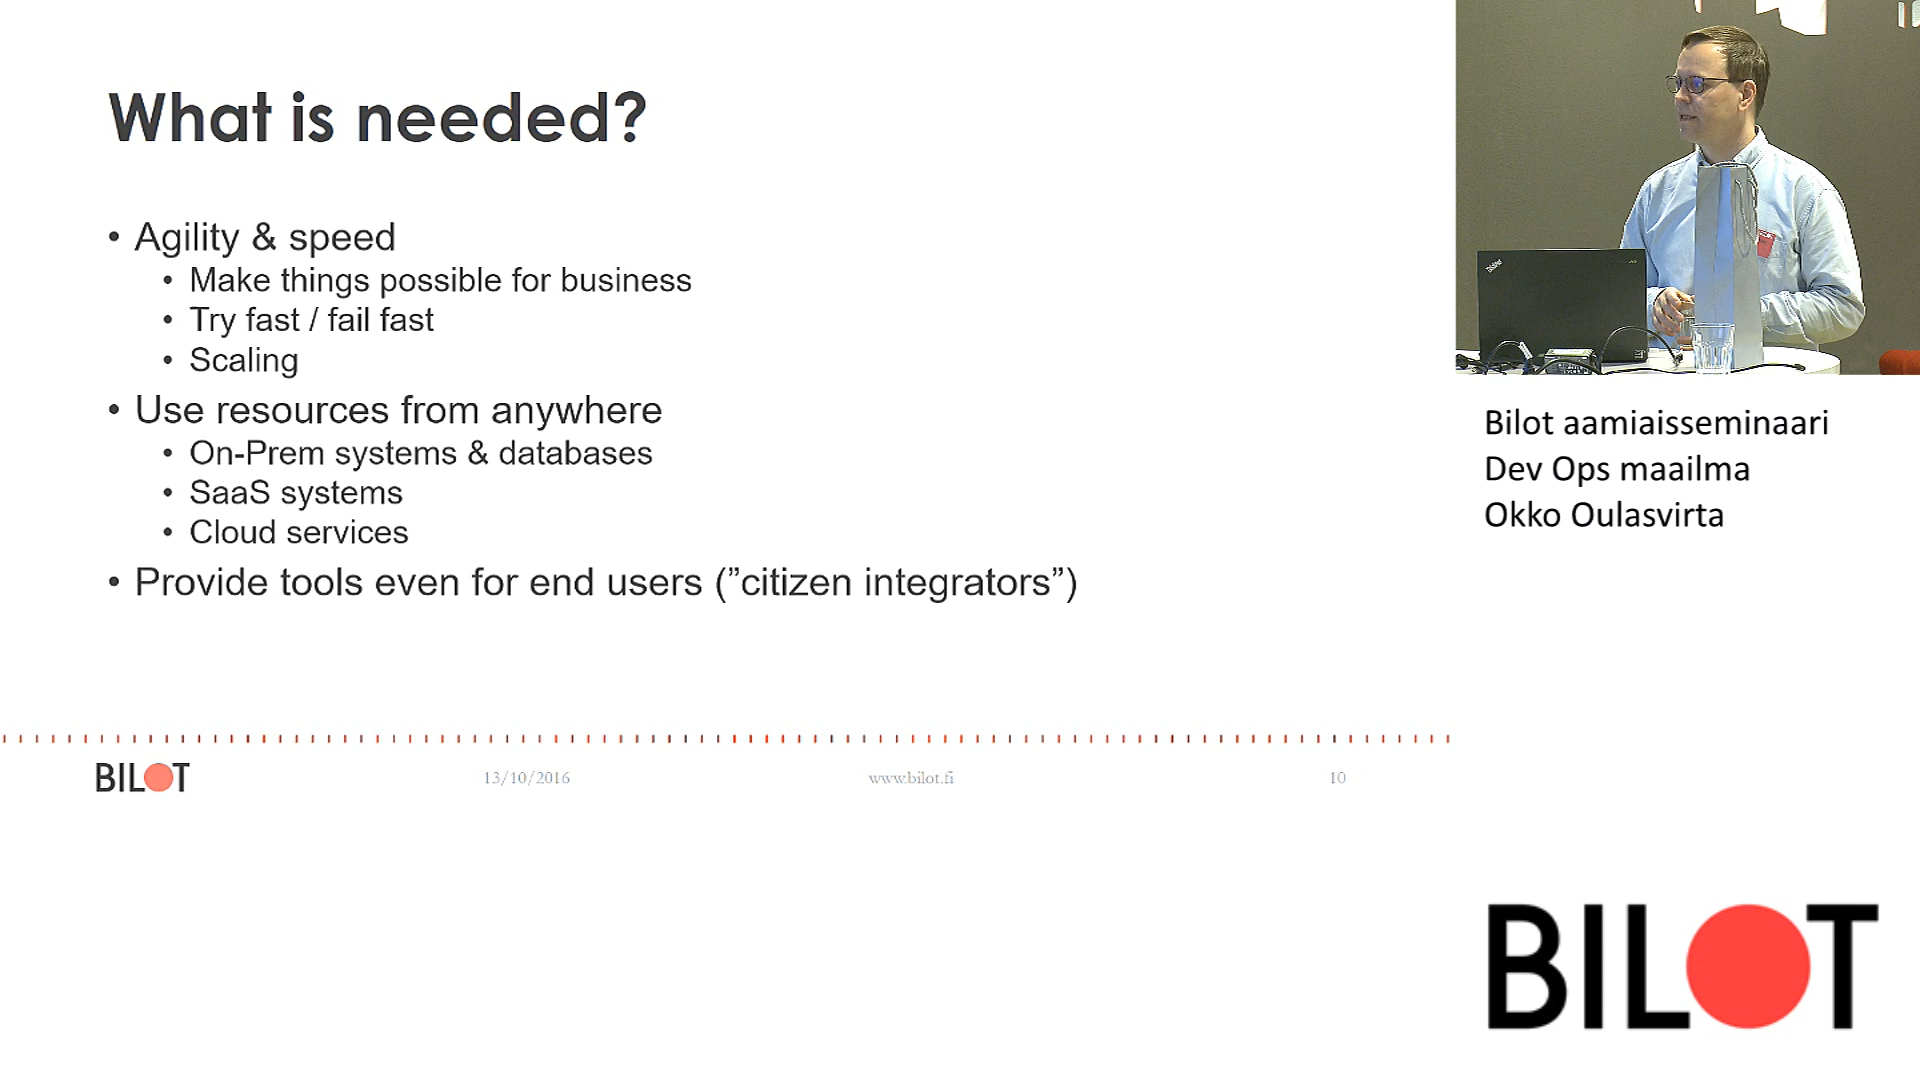 What is needed?
• Agility & speed
• Make things possible for business
• Try fast / fail fast
• Scaling
• Use resources from anywhere
• On-Prem systems & databases
• SaaS systems
• Cloud services
• Provide tools even for end users (”citizen integrators”)
BILOT
13/10/2016
www.bilot.fi
10
ThinkPad
Bilot aamiaisseminaari
Dev Ops maailma
Okko Oulasvirta
BILOT